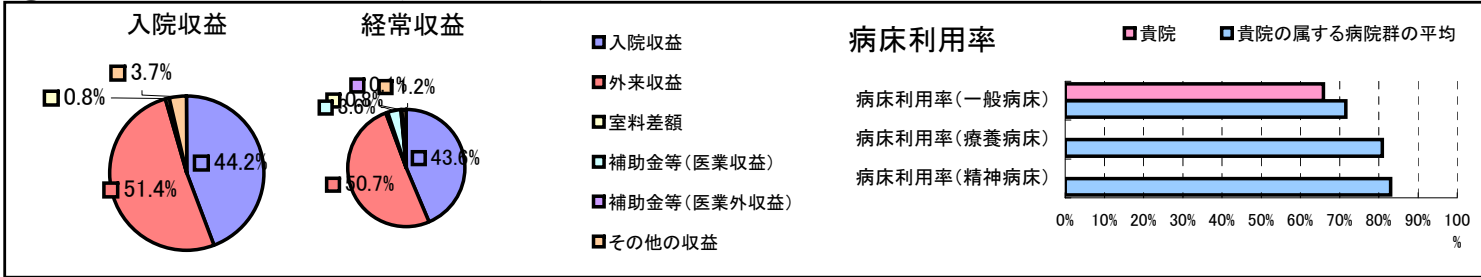 入院収益
3.7%
0.8%
44.2%
51.4%
経常収益
0.1%
1.2%
0.8%
3.6%
43.6%
50.7%
入院収益
外来収益
室料差額
補助金等(医業収益)
補助金等(医業外収益)
その他の収益
病床利用率
貴院
貴院の属する病院群の平均
病床利用率(一般病床)
病床利用率(療養病床)
病床利用率(精神病床)
0% 10% 20% 30% 40% 50% 60% 70% 80% 90% 100
%